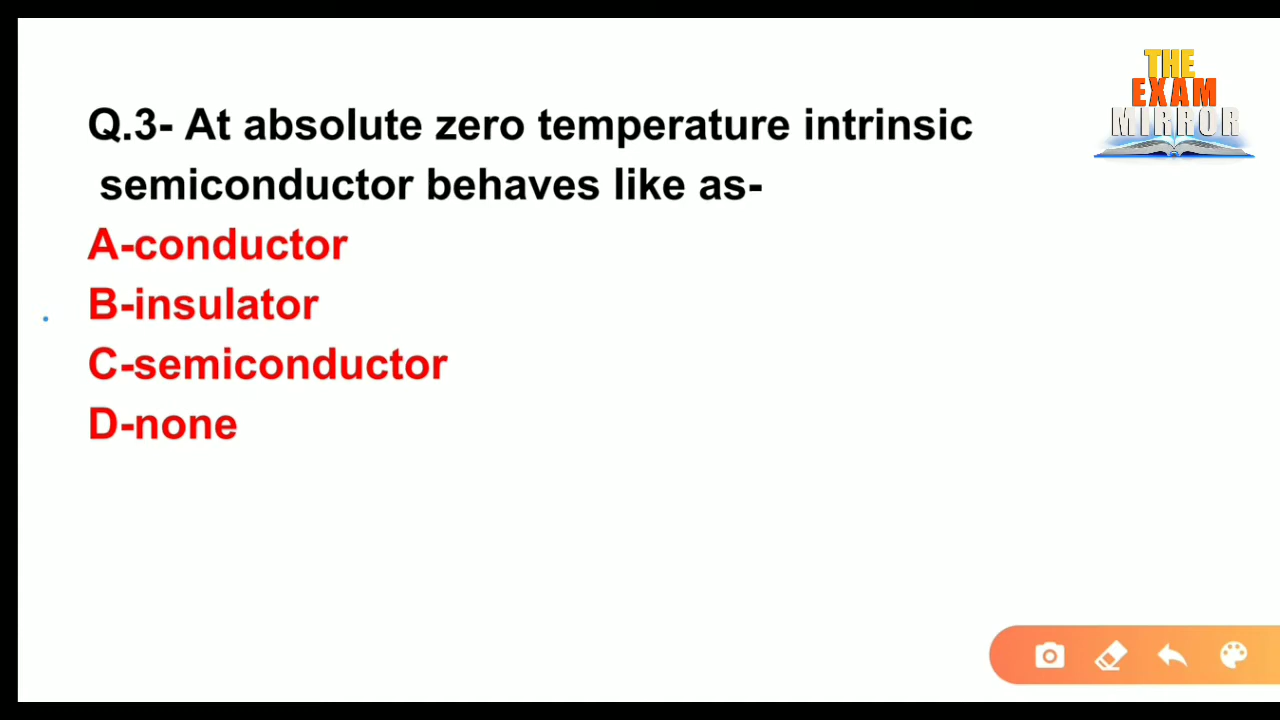 THE
EXAM
MIRROR
Q.3- At absolute zero temperature intrinsic
semiconductor behaves like as-
A-conductor
B-insulator
C-semiconductor
D-none